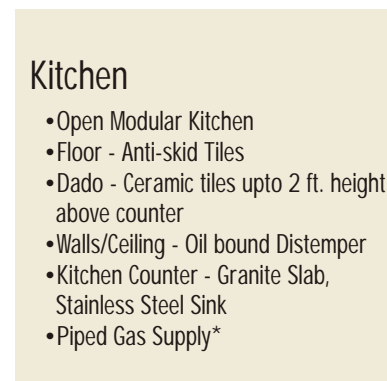 Kitchen
•Open Modular Kitchen
•Floor - Anti-skid Tiles
•Dado - Ceramic tiles upto 2 ft. height
above counter
•Walls/Ceiling - Oil bound Distemper
•Kitchen Counter - Granite Slab,
Stainless Steel Sink
•Piped Gas Supply*